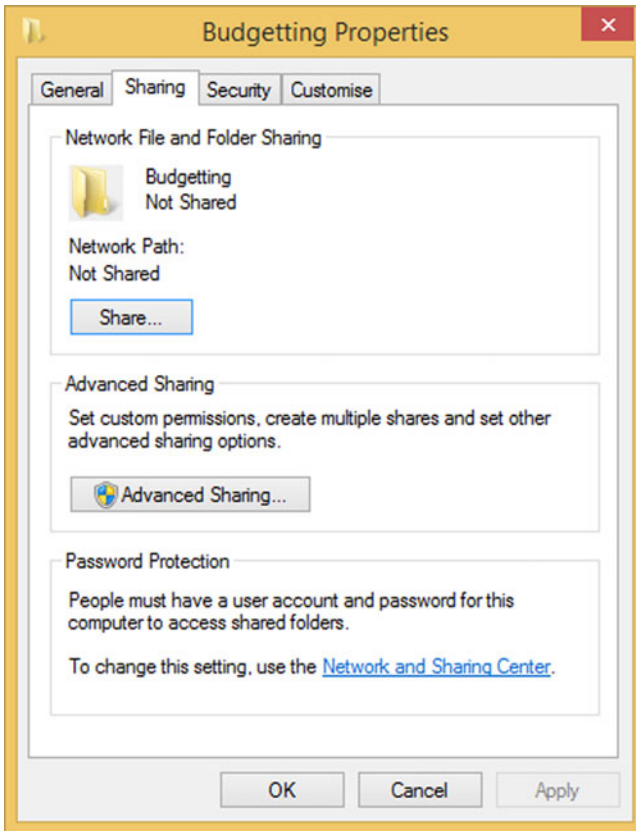 Budgetting Properties
General Sharing Security Customise
Network File and Folder Sharing
Budgetting
Not Shared
Network Path:
Not Shared
Share...
Advanced Sharing
Set custom permissions, create multiple shares and set other
advanced sharing options.
Advanced Sharing...
Password Protection
People must have a user account and password for this
computer to access shared folders.
To change this setting, use the Network and Sharing Center.
OK Cancel Apply